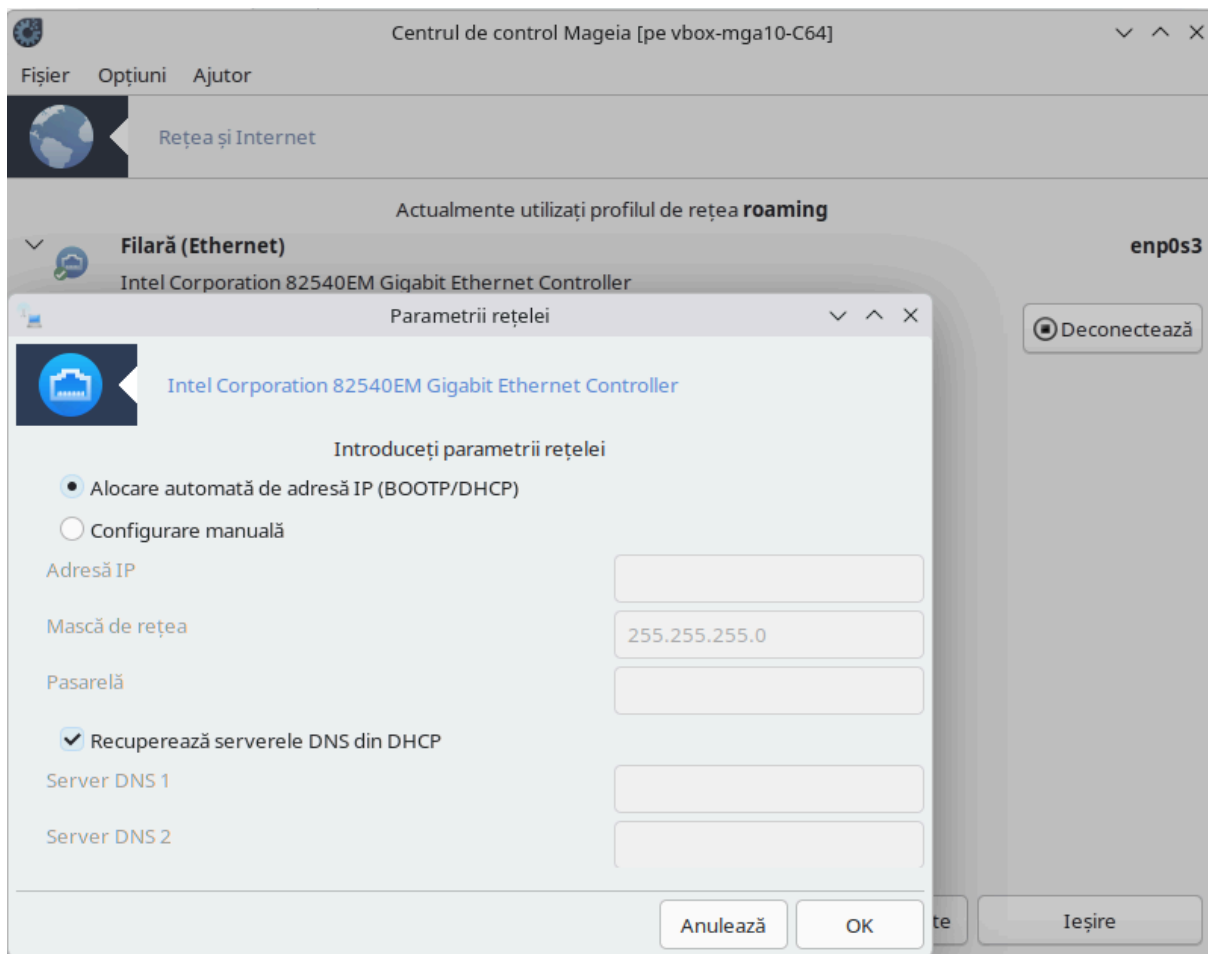 Centrul de control Mageia [pe vbox-mga10-C64]
Fișier Opțiuni Ajutor
Rețea și Internet
Actualmente utilizați profilul de rețea roaming
Filară (Ethernet) enp0s3
Intel Corporation 82540EM Gigabit Ethernet Controller
Parametrii rețelei
Deconectează
Intel Corporation 82540EM Gigabit Ethernet Controller
Introduceți parametrii rețelei
Alocare automată de adresă IP (BOOTP/DHCP)
Configurare manuală
Adresă IP
Mască de rețea 255.255.255.0
Pasarelă
Recuperează serverele DNS din DHCP
Server DNS 1
Server DNS 2
Anulează OK te Ieșire